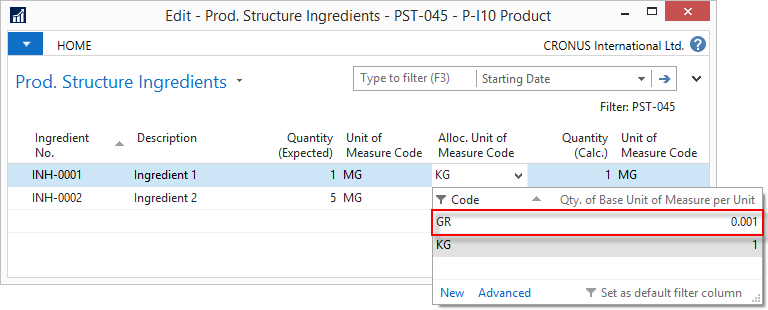 Edit - Prod. Structure Ingredients - PST-045 - P-I10 Product
HOME
CRONUS International Ltd.
?
Prod. Structure Ingredients
Type to filter (F3)
Starting Date
Filter: PST-045
Ingredient No.
Description
Quantity (Expected)
Unit of Measure Code
Alloc. Unit of Measure Code
Quantity (Calc.)
Unit of Measure Code
INH-0001 Ingredient 1 1 MG KG 1 MG
INH-0002 Ingredient 2 5 MG
Code Qty. of Base Unit of Measure per Unit
GR 0.001
KG 1
New Advanced Set as default filter column